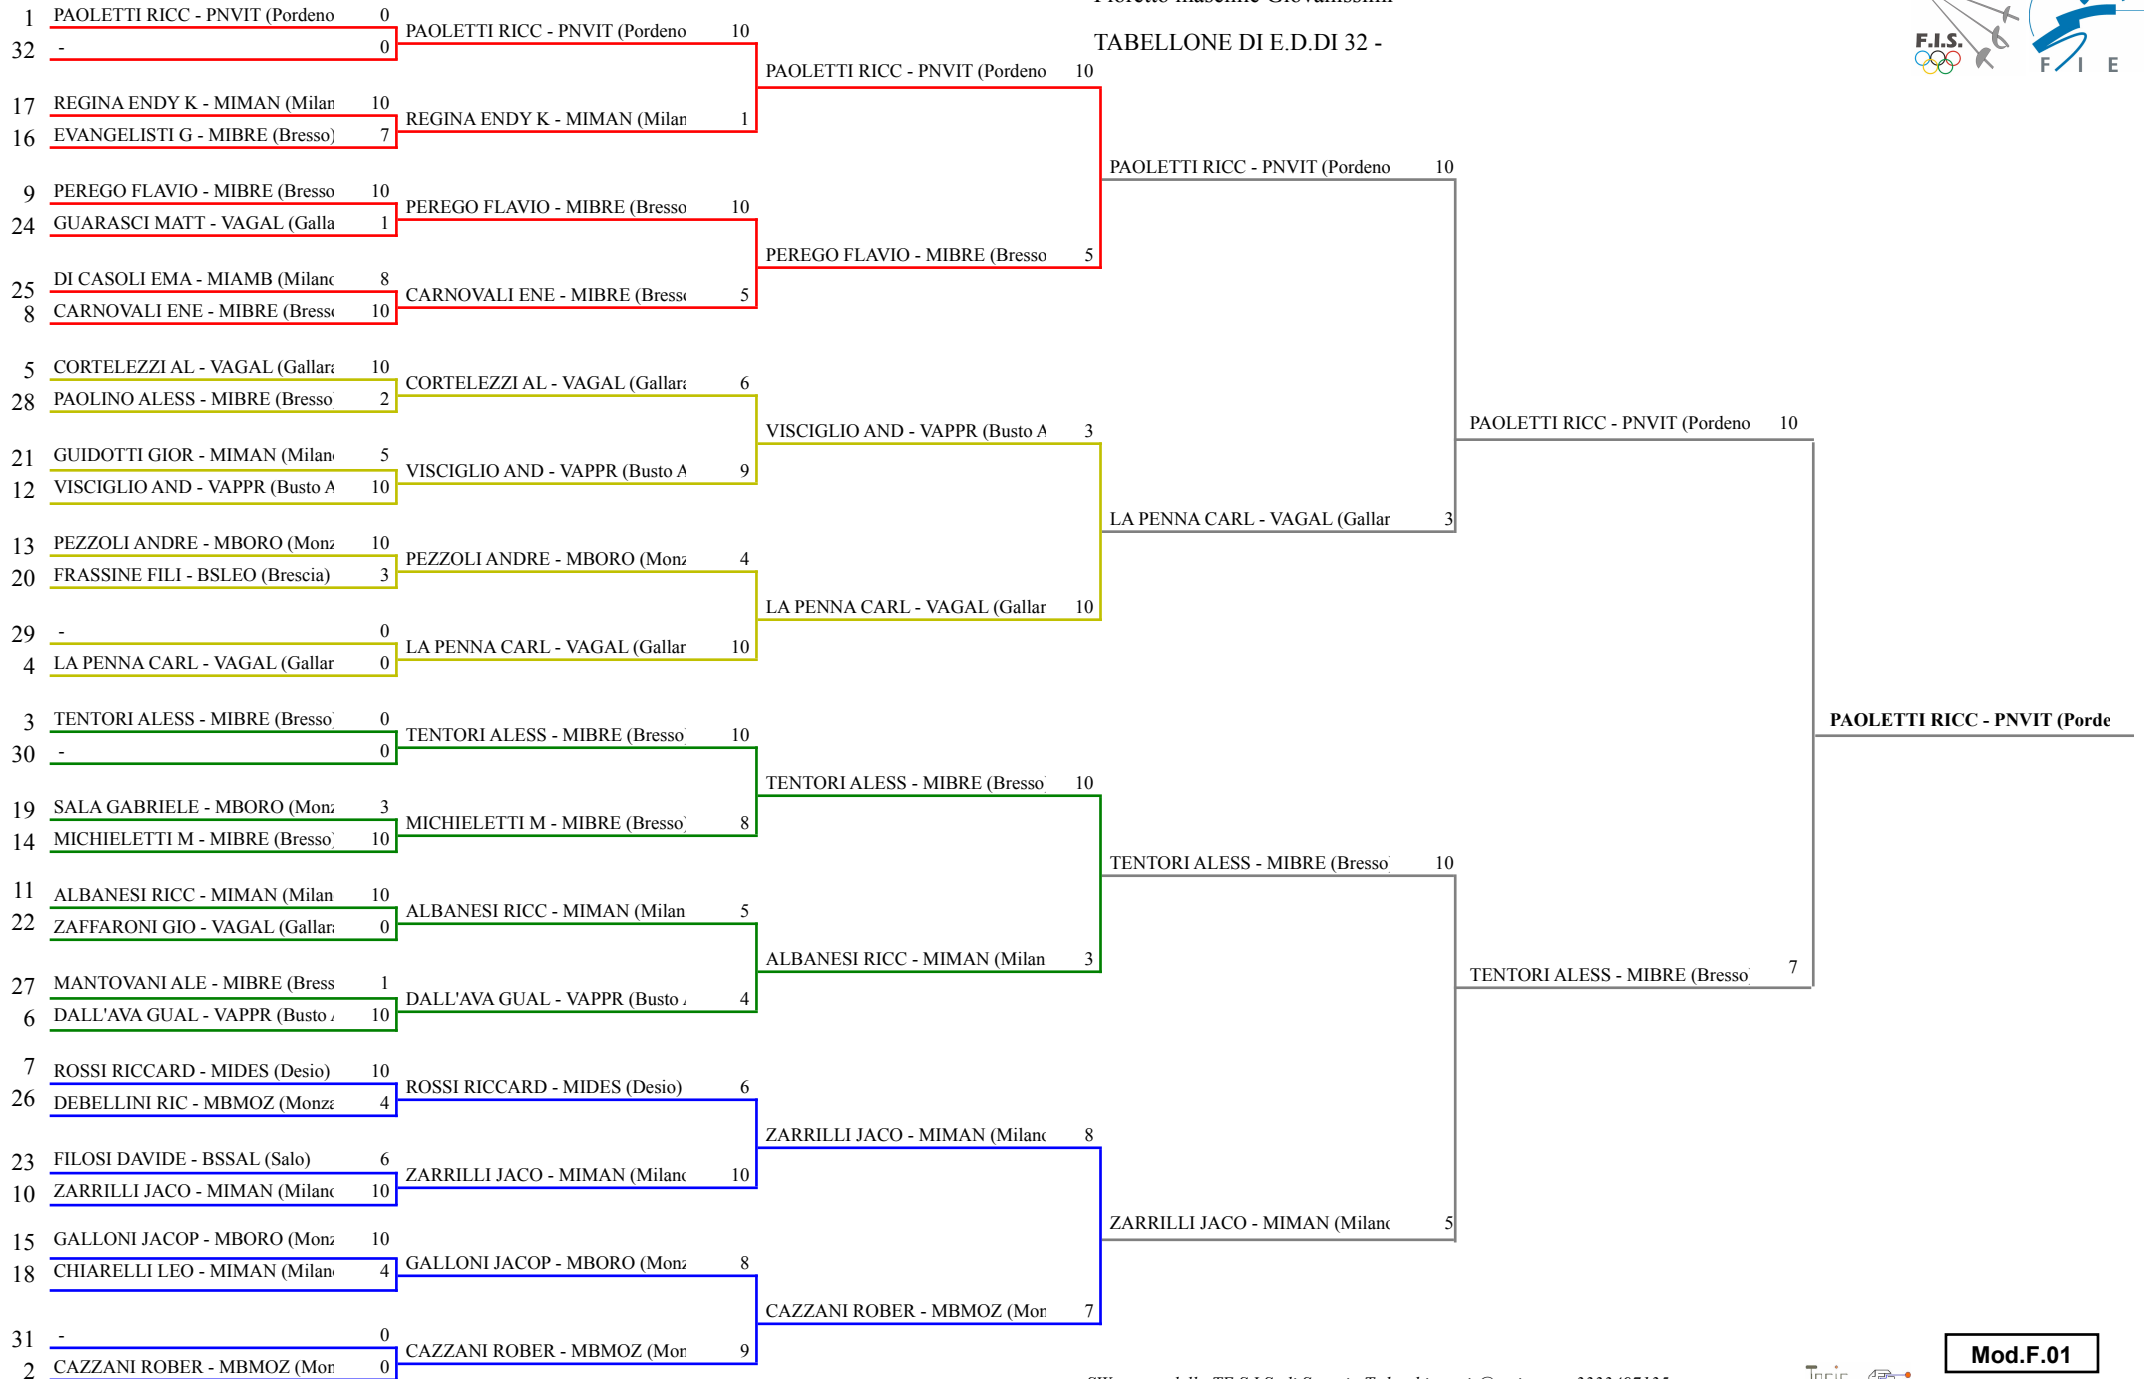 TABELLONE DI E.D.DI 32 -
F.I.S.
F I E
1 PAOLETTI RICC - PNVIT (Pordeno 0
32 - 0
17 REGINA ENDY K - MIMAN (Milan 10
16 EVANGELISTI G - MIBRE (Bresso) 7
9 PEREGO FLAVIO - MIBRE (Bresso 10
24 GUARASCI MATT - VAGAL (Galla 1
25 DI CASOLI EMA - MIAMB (Milano 8
8 CARNOVALI ENE - MIBRE (Bresso 10
5 CORTELEZZI AL - VAGAL (Gallara 10
28 PAOLINO ALESS - MIBRE (Bresso) 2
21 GUIDOTTI GIOR - MIMAN (Milano 5
12 VISCIGLIO AND - VAPPR (Busto A 10
13 PEZZOLI ANDRE - MBORO (Monz 10
20 FRASSINE FILI - BSLEO (Brescia) 3
29 - 0
4 LA PENNA CARL - VAGAL (Gallar 0
3 TENTORI ALESS - MIBRE (Bresso) 0
30 - 0
19 SALA GABRIELE - MBORO (Monz 3
14 MICHIELETTI M - MIBRE (Bresso) 10
11 ALBANESI RICC - MIMAN (Milan 10
22 ZAFFARONI GIO - VAGAL (Gallara 0
27 MANTOVANI ALE - MIBRE (Bress 1
6 DALL'AVA GUAL - VAPPR (Busto A 10
7 ROSSI RICCARD - MIDES (Desio) 10
26 DEBELLINI RIC - MBMOZ (Monza 4
23 FILOSI DAVIDE - BSSAL (Salo) 6
10 ZARRILLI JACO - MIMAN (Milano 10
15 GALLONI JACOP - MBORO (Monz 10
18 CHIARELLI LEO - MIMAN (Milano 4
31 - 0
2 CAZZANI ROBER - MBMOZ (Mon 0
PAOLETTI RICC - PNVIT (Pordeno 10
REGINA ENDY K - MIMAN (Milan 1
PEREGO FLAVIO - MIBRE (Bresso 10
CARNOVALI ENE - MIBRE (Bresso 5
CORTELEZZI AL - VAGAL (Gallara 6
VISCIGLIO AND - VAPPR (Busto A 9
PEZZOLI ANDRE - MBORO (Monz 4
LA PENNA CARL - VAGAL (Gallar 10
TENTORI ALESS - MIBRE (Bresso) 10
MICHIELETTI M - MIBRE (Bresso) 8
ALBANESI RICC - MIMAN (Milan 5
DALL'AVA GUAL - VAPPR (Busto A 4
ROSSI RICCARD - MIDES (Desio) 6
ZARRILLI JACO - MIMAN (Milano 10
GALLONI JACOP - MBORO (Monz 8
CAZZANI ROBER - MBMOZ (Mon 9
PAOLETTI RICC - PNVIT (Pordeno 10
PEREGO FLAVIO - MIBRE (Bresso 5
VISCIGLIO AND - VAPPR (Busto A 3
LA PENNA CARL - VAGAL (Gallar 10
TENTORI ALESS - MIBRE (Bresso) 10
ALBANESI RICC - MIMAN (Milan 3
ZARRILLI JACO - MIMAN (Milano 8
CAZZANI ROBER - MBMOZ (Mon 7
PAOLETTI RICC - PNVIT (Pordeno 10
LA PENNA CARL - VAGAL (Gallar 3
TENTORI ALESS - MIBRE (Bresso) 10
ZARRILLI JACO - MIMAN (Milano 5
PAOLETTI RICC - PNVIT (Pordeno 10
TENTORI ALESS - MIBRE (Bresso) 7
PAOLETTI RICC - PNVIT (Porde
Mod.F.01